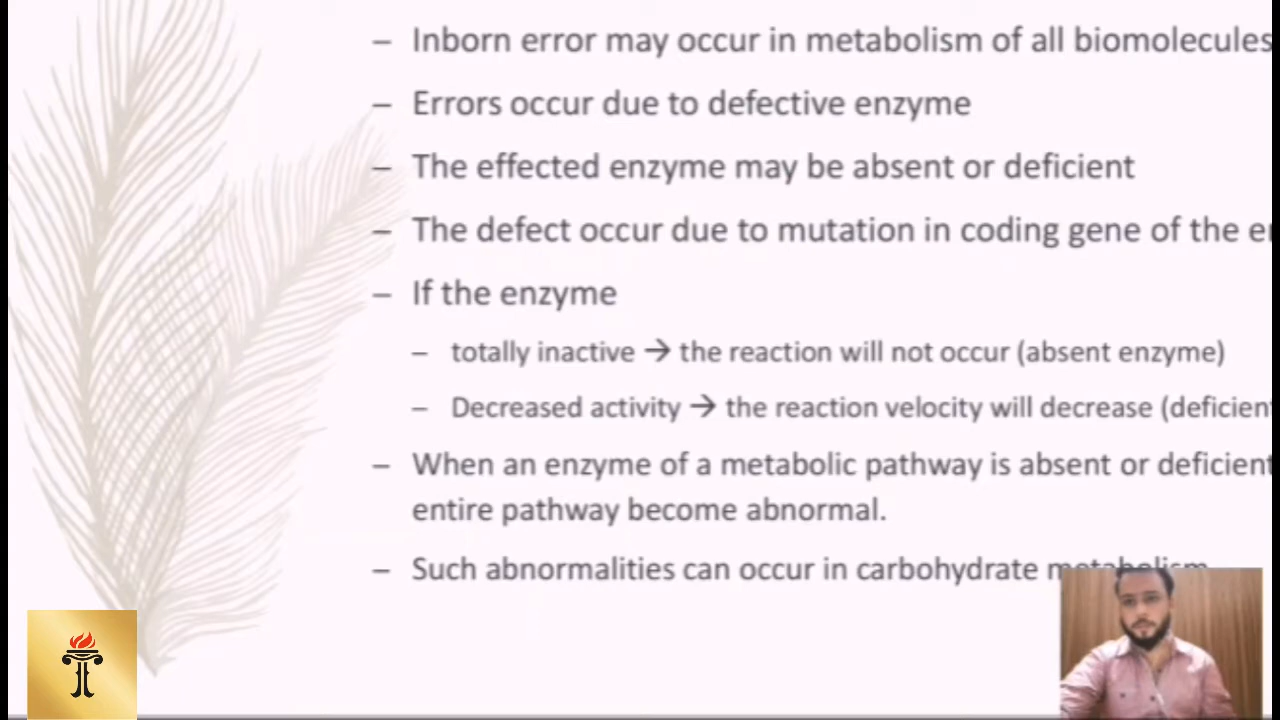 – Inborn error may occur in metabolism of all biomolecules
– Errors occur due to defective enzyme
– The effected enzyme may be absent or deficient
– The defect occur due to mutation in coding gene of the
– If the enzyme
– totally inactive → the reaction will not occur (absent enzyme)
– Decreased activity → the reaction velocity will decrease (deficient
– When an enzyme of a metabolic pathway is absent or deficient
entire pathway become abnormal.
– Such abnormalities can occur in carbohydrate metabolism